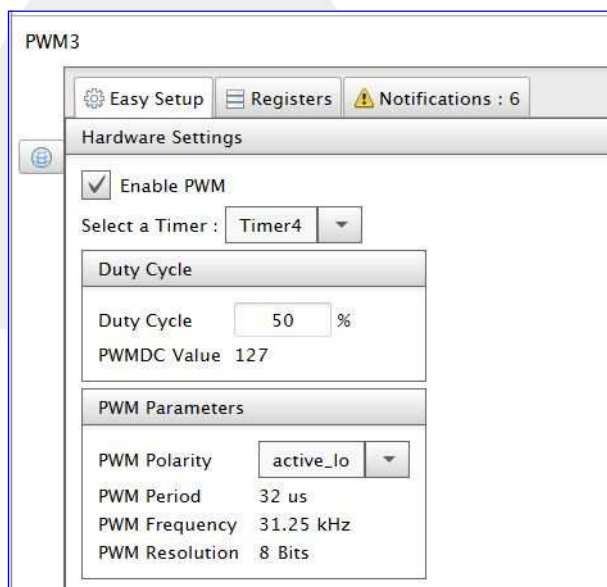 PWM3
Easy Setup Registers Notifications : 6
Hardware Settings
Enable PWM
Select a Timer : Timer4
Duty Cycle
Duty Cycle 50 %
PWMDC Value 127
PWM Parameters
PWM Polarity active_lo
PWM Period 32 us
PWM Frequency 31.25 kHz
PWM Resolution 8 Bits